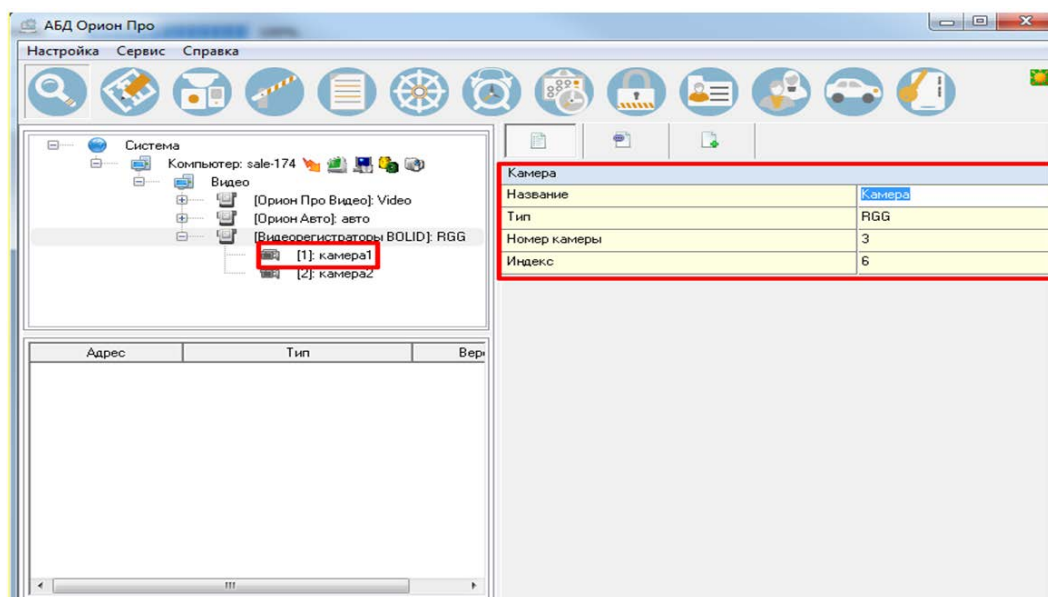 АБД Орион Про
Настройка Сервис Справка
Система
Компьютер: sale-174
Видео
[Орион Про Видео]: Video
[Орион Авто]: авто
[Видеорегистраторы BOLID]: RGG
[1]: камера1
[2]: камера2
Камера
Название Камера
Тип RGG
Номер камеры 3
Индекс 6
Адрес Тип